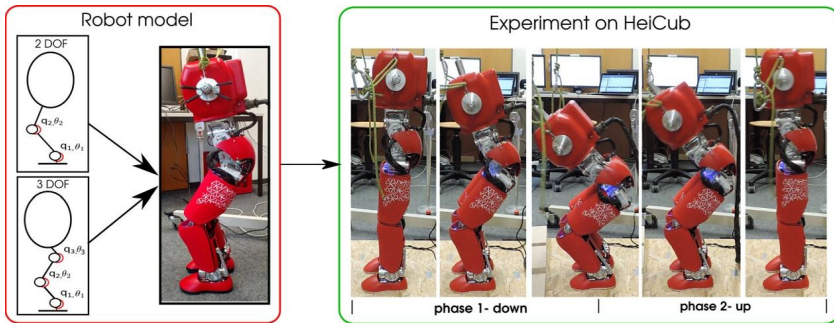 Robot model
2 DOF
q2,θ2
q1,θ1
3 DOF
q3,θ3
q2,θ2
q1,θ1
Experiment on HeiCub
phase 1- down
phase 2- up